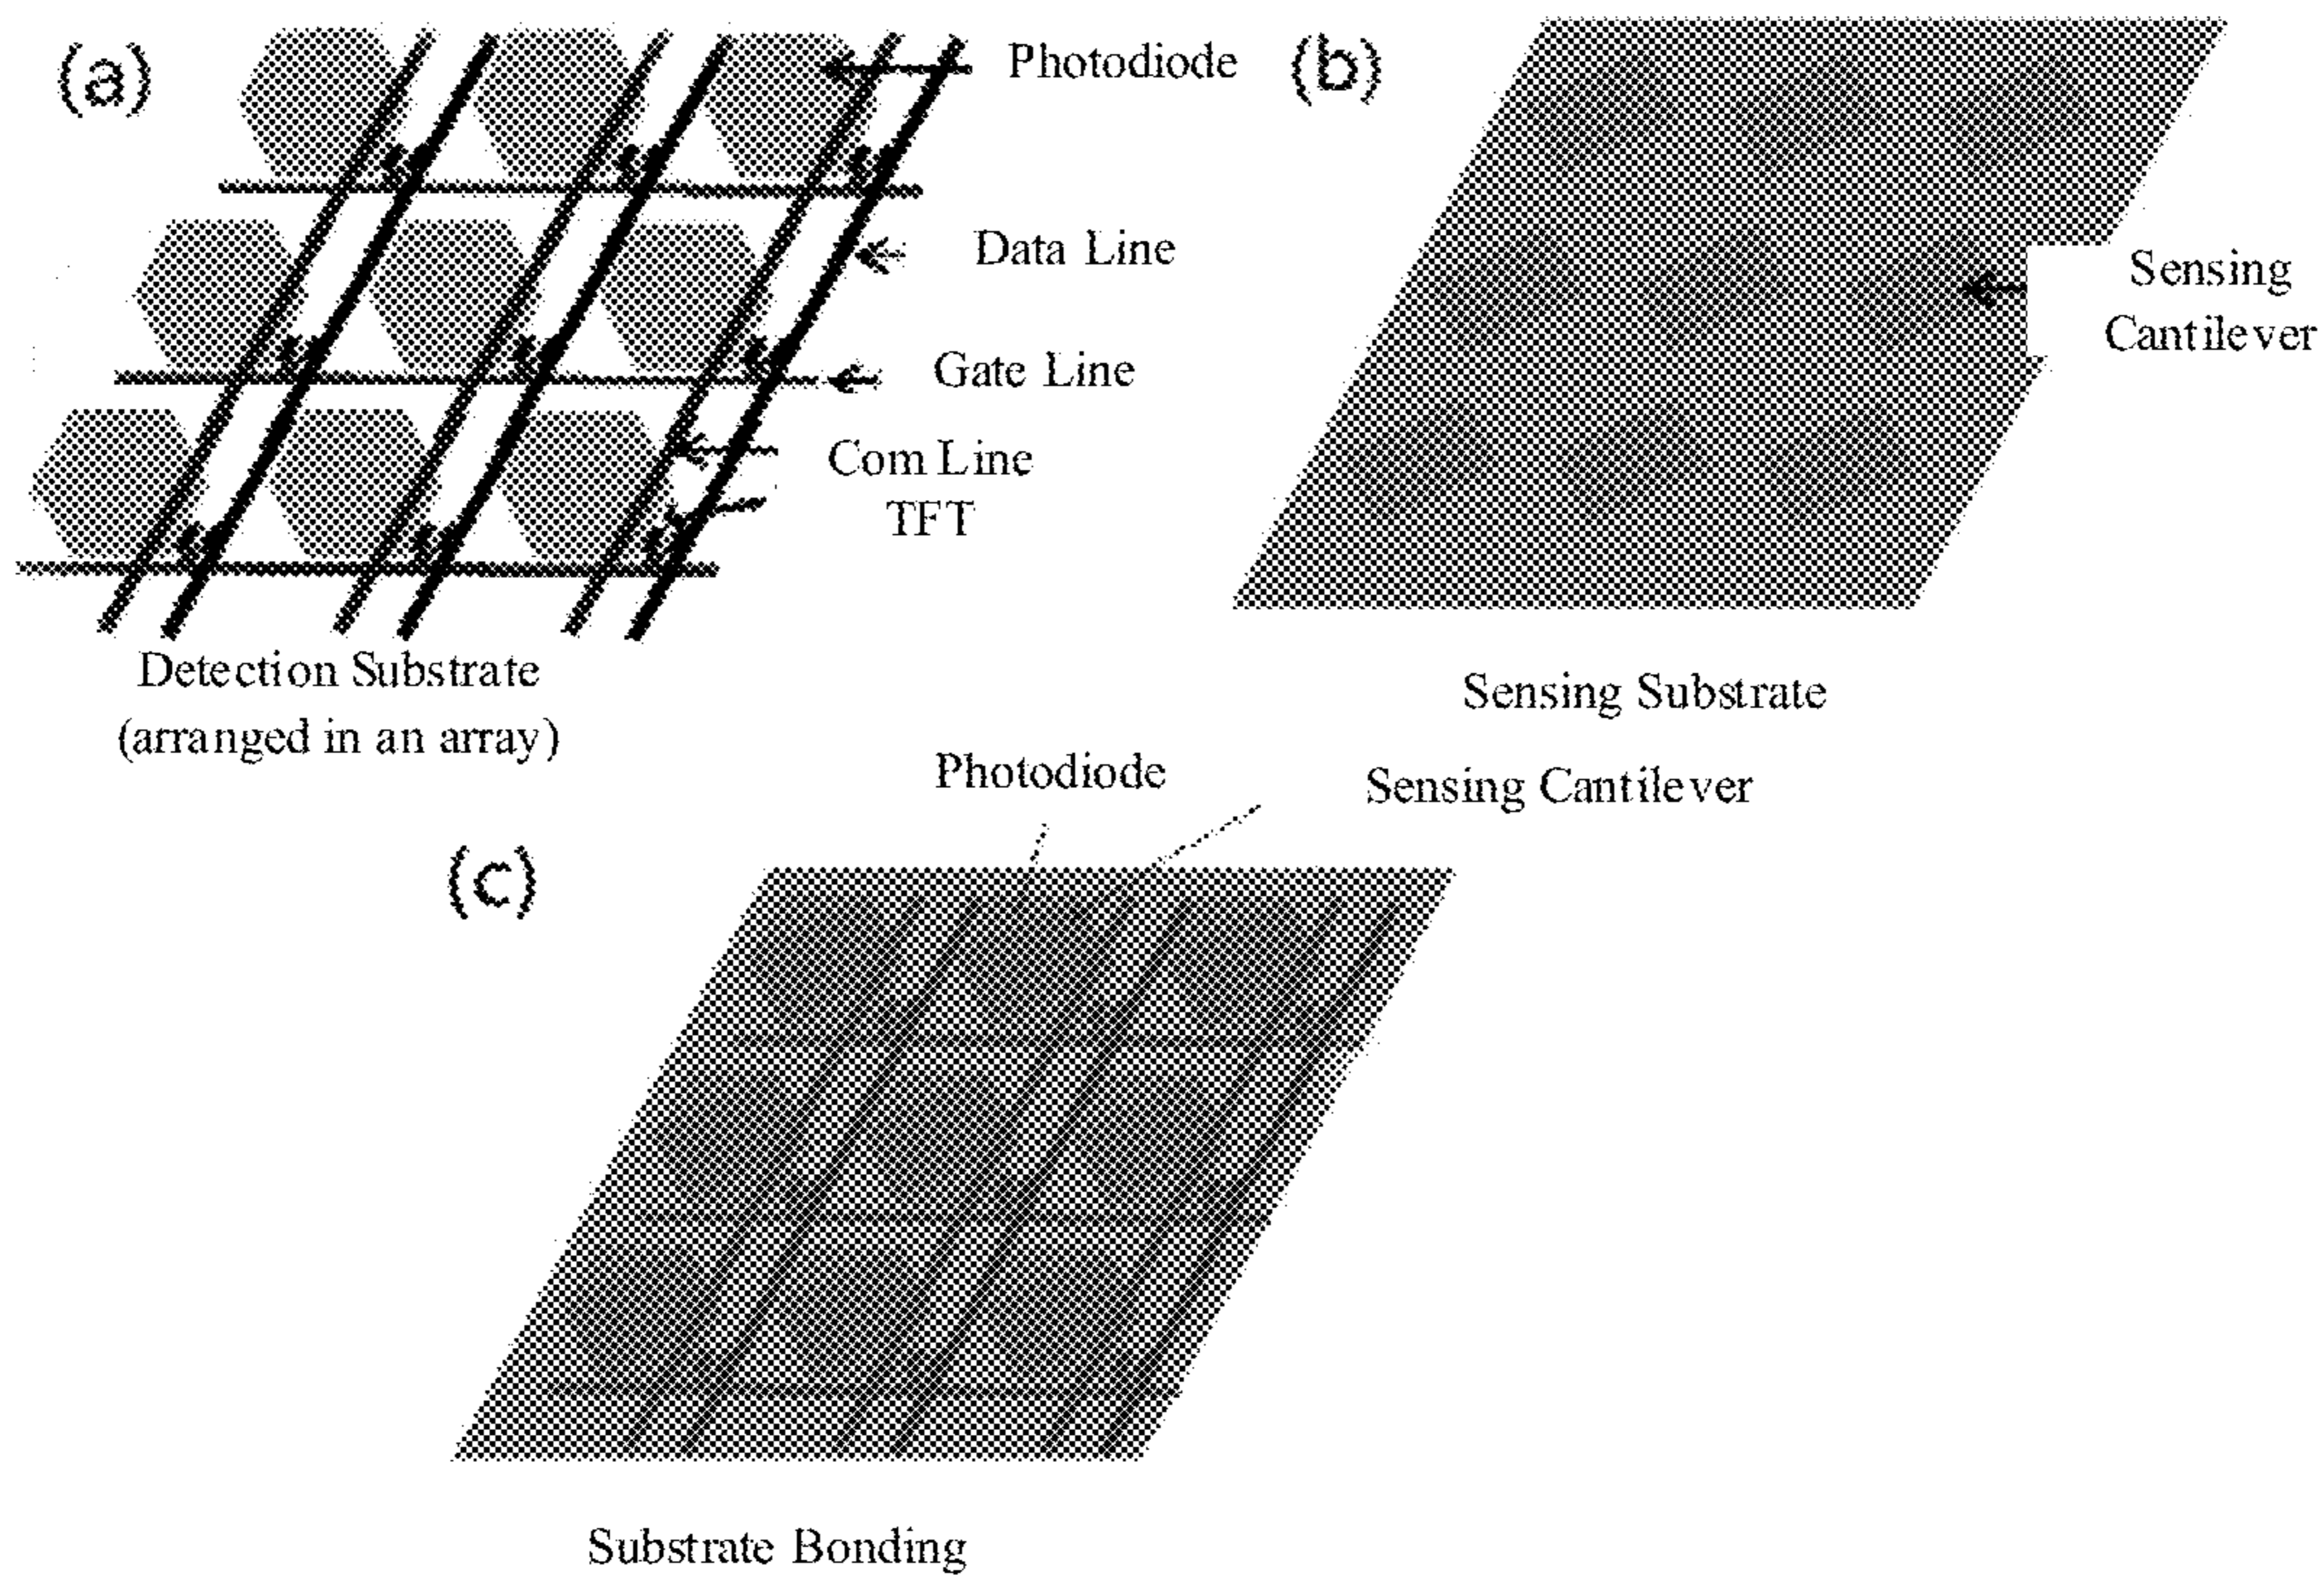 (a)
Photodiode
Data Line
Gate Line
Com Line
TFT
Detection Substrate
(arranged in an array)
(b)
Sensing
Cantilever
Sensing Substrate
Photodiode
Sensing Cantilever
(c)
Substrate Bonding